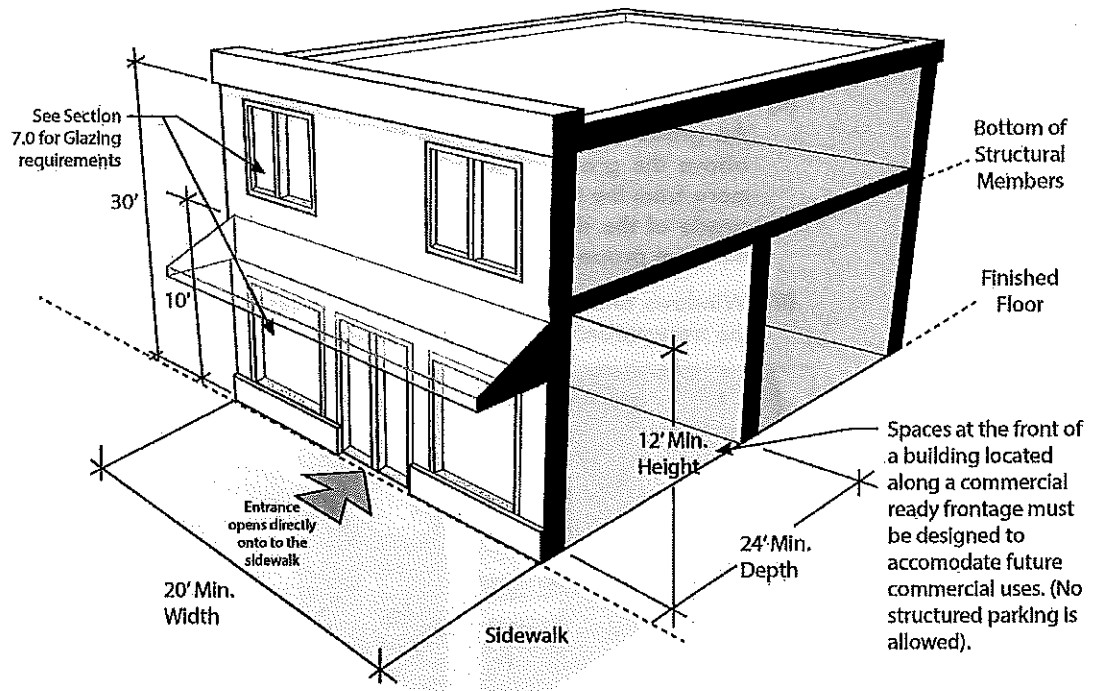 See Section
7.0 for Glazing
requirements
30'
10'
Bottom of
Structural
Members
Finished
Floor
12' Min.
Height
Spaces at the front of
a building located
along a commercial
ready frontage must
be designed to
accomodate future
commercial uses. (No
structured parking is
allowed).
24' Min.
Depth
Entrance
opens directly
onto to the
sidewalk
20' Min.
Width
Sidewalk